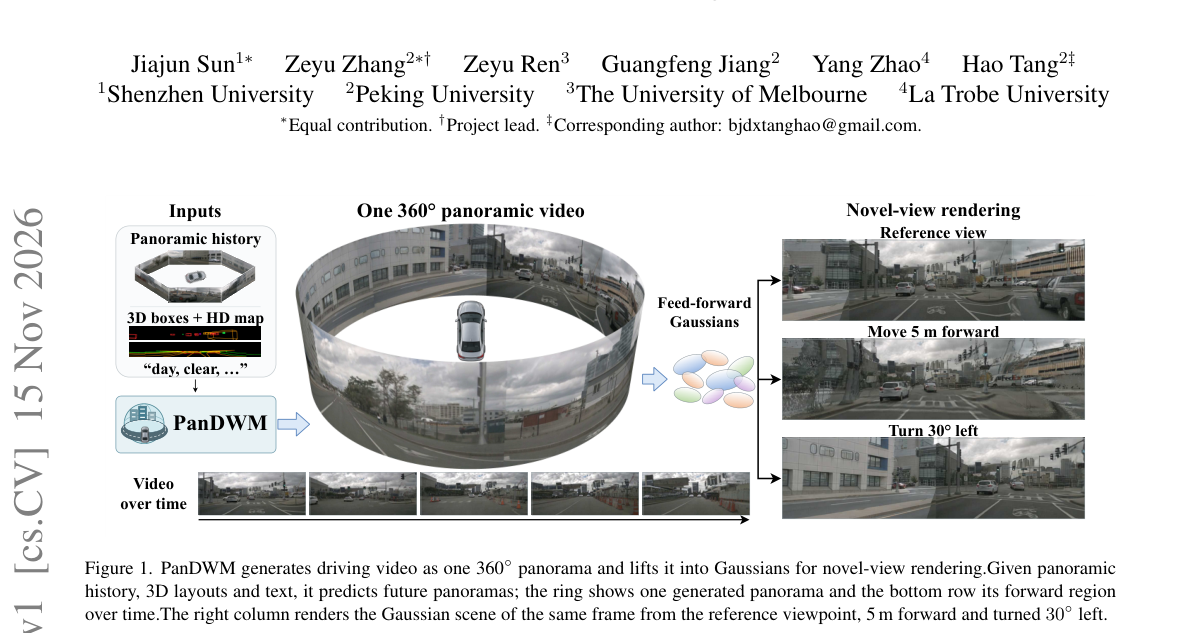 Jiajun Sun1* Zeyu Zhang2*† Zeyu Ren3 Guangfeng Jiang2 Yang Zhao4 Hao Tang2‡
1Shenzhen University 2Peking University 3The University of Melbourne 4La Trobe University
*Equal contribution. †Project lead. ‡Corresponding author: bjdxtanghao@gmail.com.
v1 [cs.CV] 15 Nov 2026
Inputs
Panoramic history
3D boxes + HD map
“day, clear, …”
PanDWM
One 360° panoramic video
Video
over time
Feed-forward
Gaussians
Novel-view rendering
Reference view
Move 5 m forward
Turn 30° left
Figure 1. PanDWM generates driving video as one 360° panorama and lifts it into Gaussians for novel-view rendering.Given panoramic
history, 3D layouts and text, it predicts future panoramas; the ring shows one generated panorama and the bottom row its forward region
over time.The right column renders the Gaussian scene of the same frame from the reference viewpoint, 5 m forward and turned 30° left.